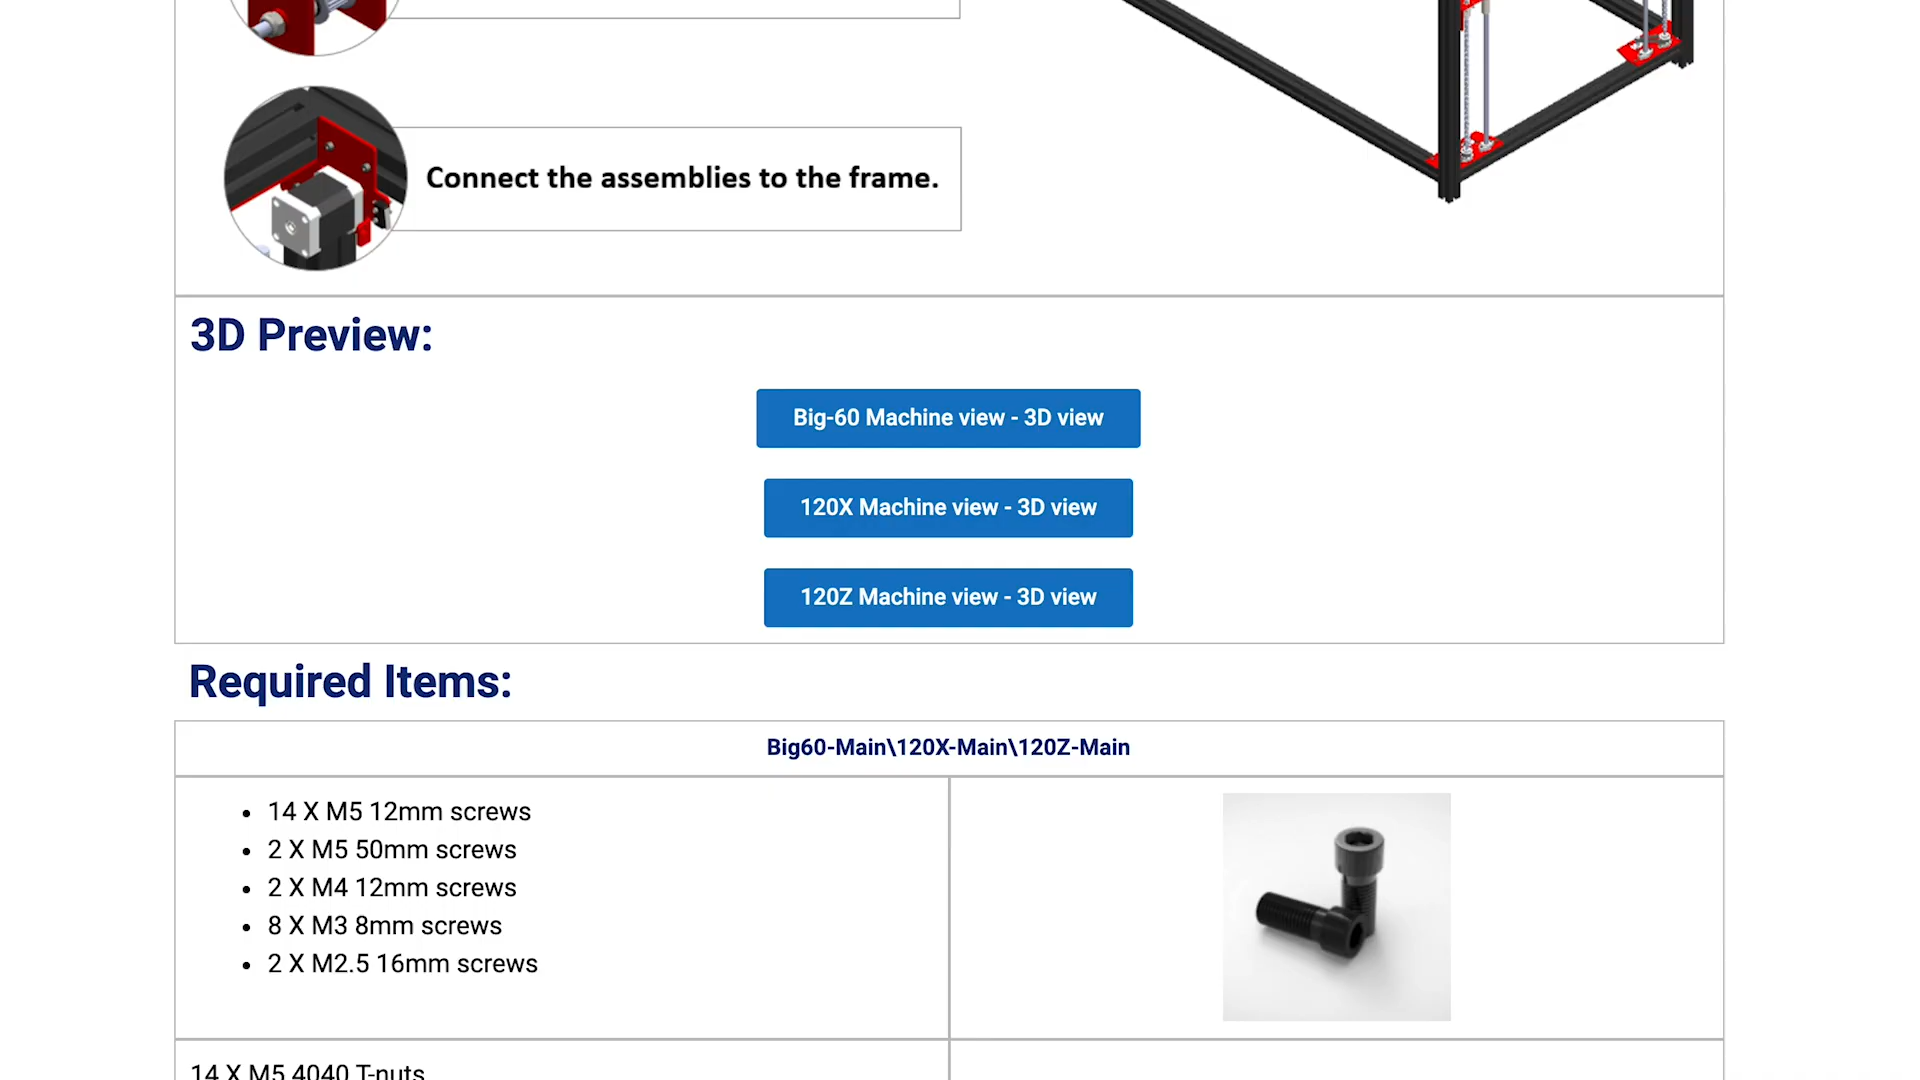 Connect the assemblies to the frame.
3D Preview:
Big-60 Machine view - 3D view
120X Machine view - 3D view
120Z Machine view - 3D view
Required Items:
Big60-Main\120X-Main\120Z-Main
14 X M5 12mm screws
2 X M5 50mm screws
2 X M4 12mm screws
8 X M3 8mm screws
2 X M2.5 16mm screws
14 X M5 4040 T-nuts